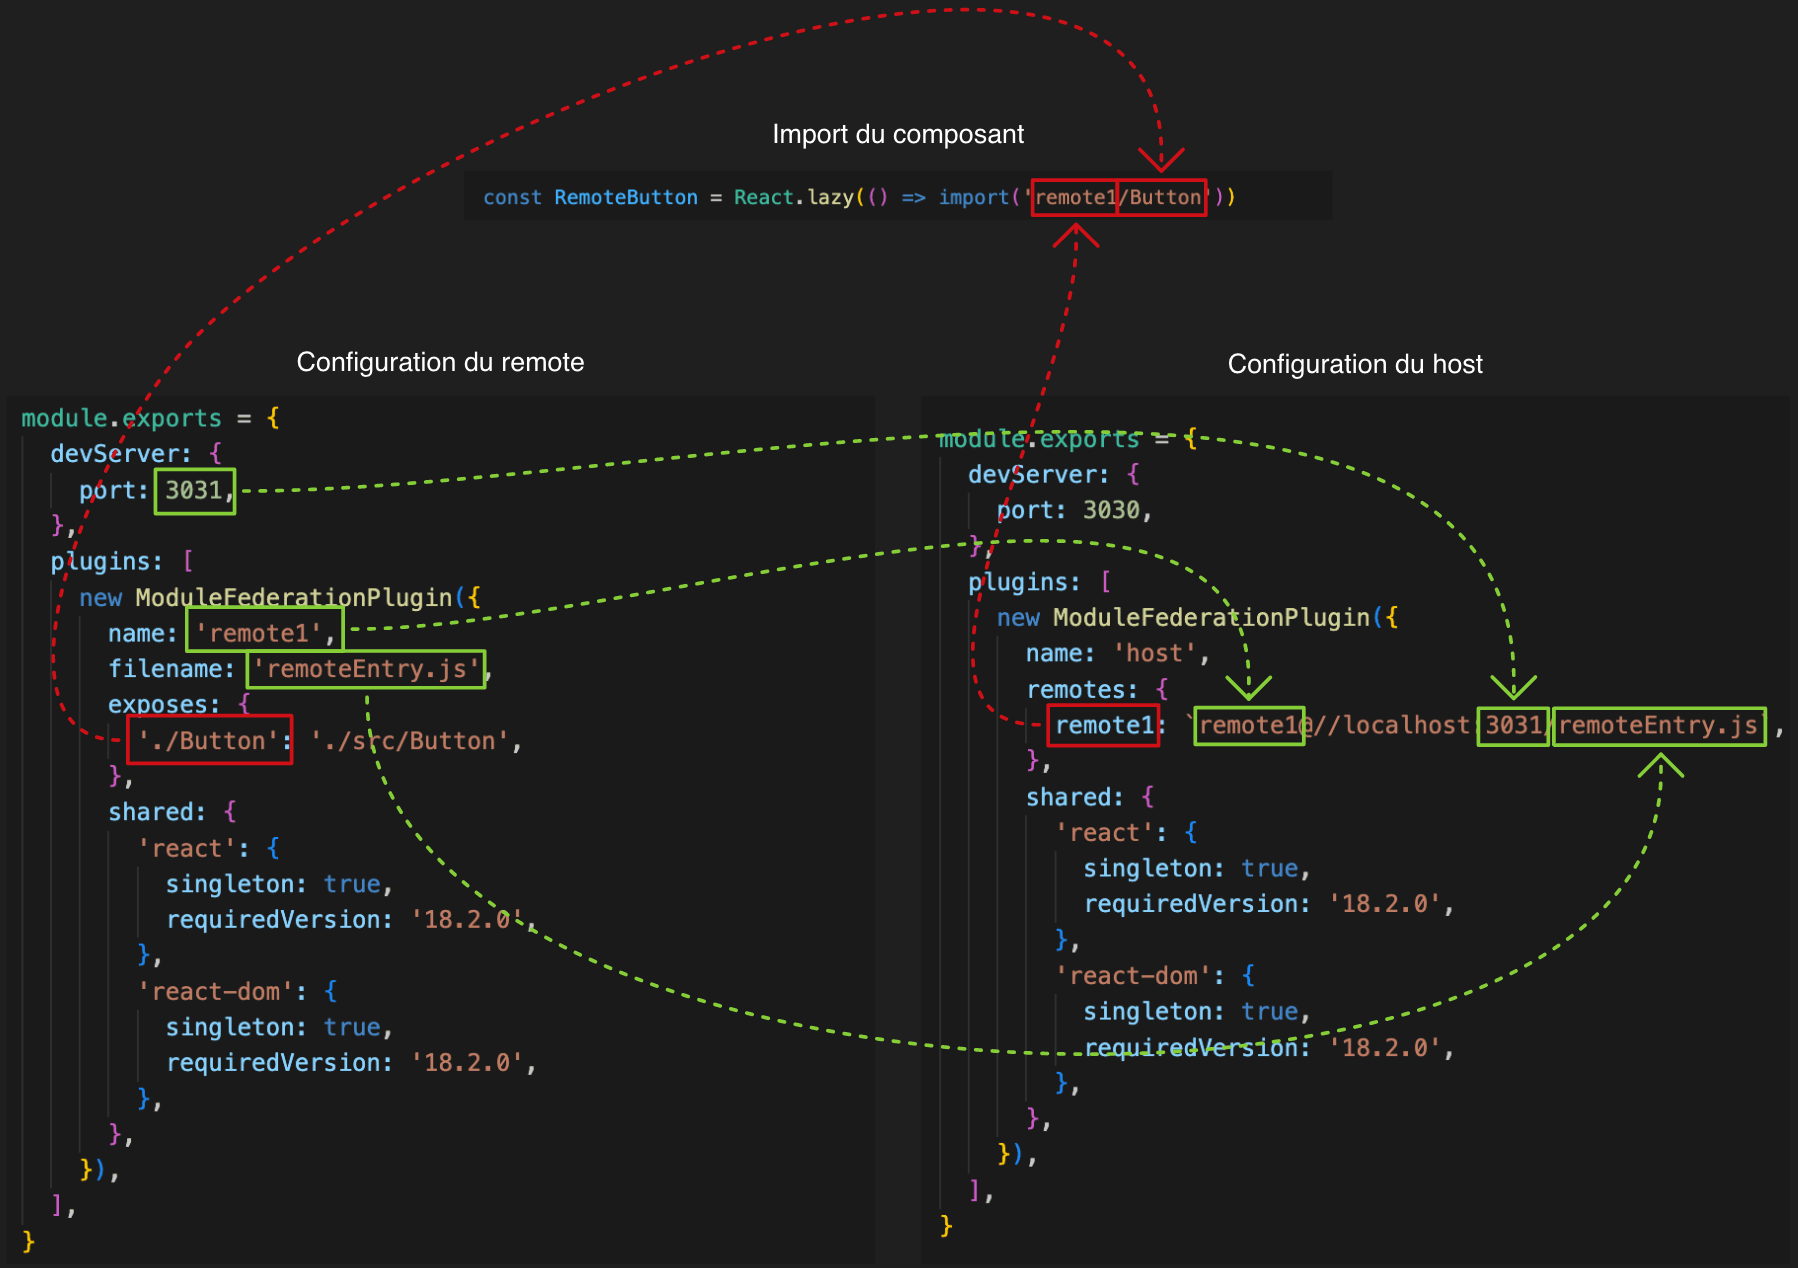 Import du composant
const RemoteButton = React.lazy(() => import('remote1/Button'))
Configuration du remote
module.exports = {
devServer: {
port: 3031,
},
plugins: [
new ModuleFederationPlugin({
name: 'remote1',
filename: 'remoteEntry.js',
exposes: {
'./Button': './src/Button',
},
shared: {
'react': {
singleton: true,
requiredVersion: '18.2.0',
},
'react-dom': {
singleton: true,
requiredVersion: '18.2.0',
},
},
}),
],
}
Configuration du host
module.exports = {
devServer: {
port: 3030,
},
plugins: [
new ModuleFederationPlugin({
name: 'host',
remotes: {
remote1: `remote1@//localhost:3031/remoteEntry.js`,
},
shared: {
'react': {
singleton: true,
requiredVersion: '18.2.0',
},
'react-dom': {
singleton: true,
requiredVersion: '18.2.0',
},
},
}),
],
}